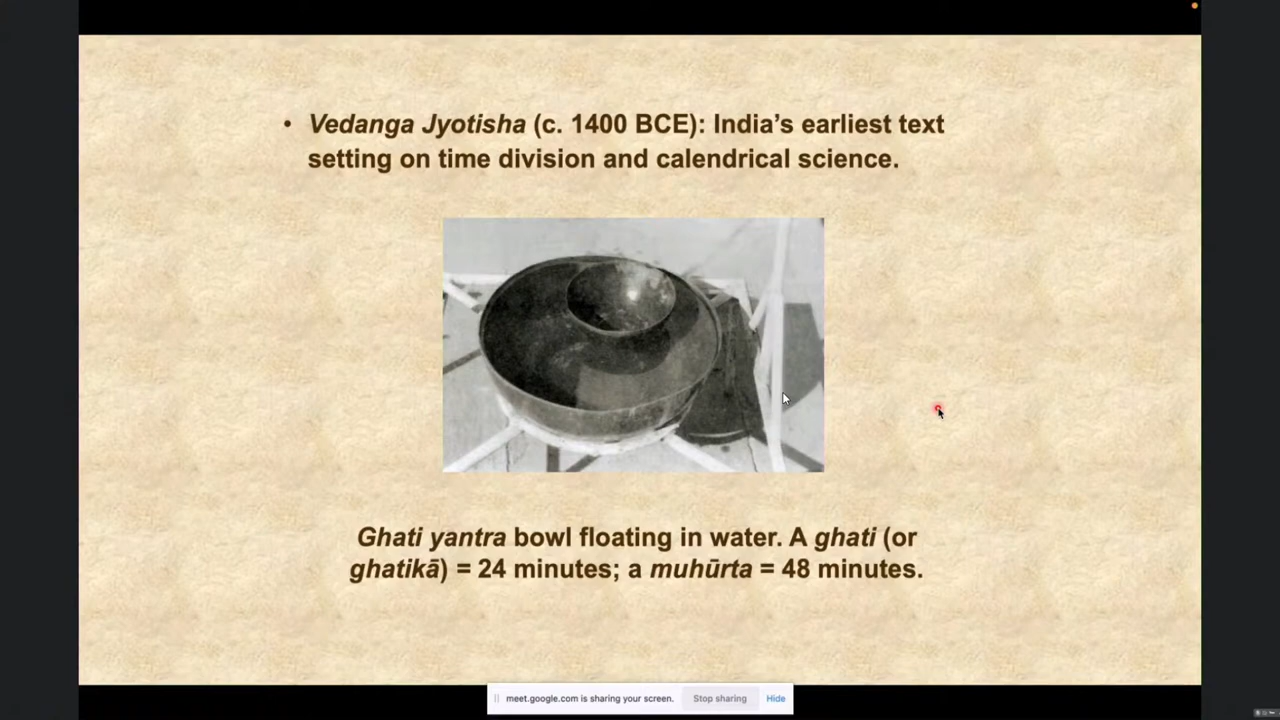 • Vedanga Jyotisha (c. 1400 BCE): India’s earliest text
setting on time division and calendrical science.
Ghati yantra bowl floating in water. A ghati (or
ghatikā) = 24 minutes; a muhūrta = 48 minutes.
meet.google.com is sharing your screen. Stop sharing Hide